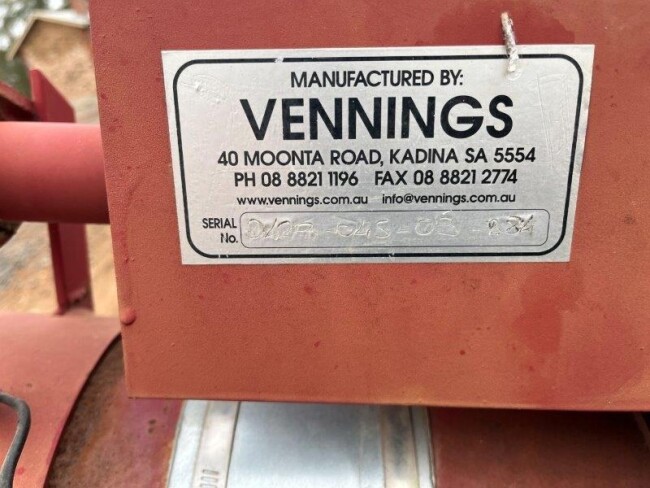 MANUFACTURED BY:
VENNINGS
40 MOONTA ROAD, KADINA SA 5554
PH 08 8821 1196 FAX 08 8821 2774
www.vennings.com.au info@vennings.com.au
SERIAL
No.